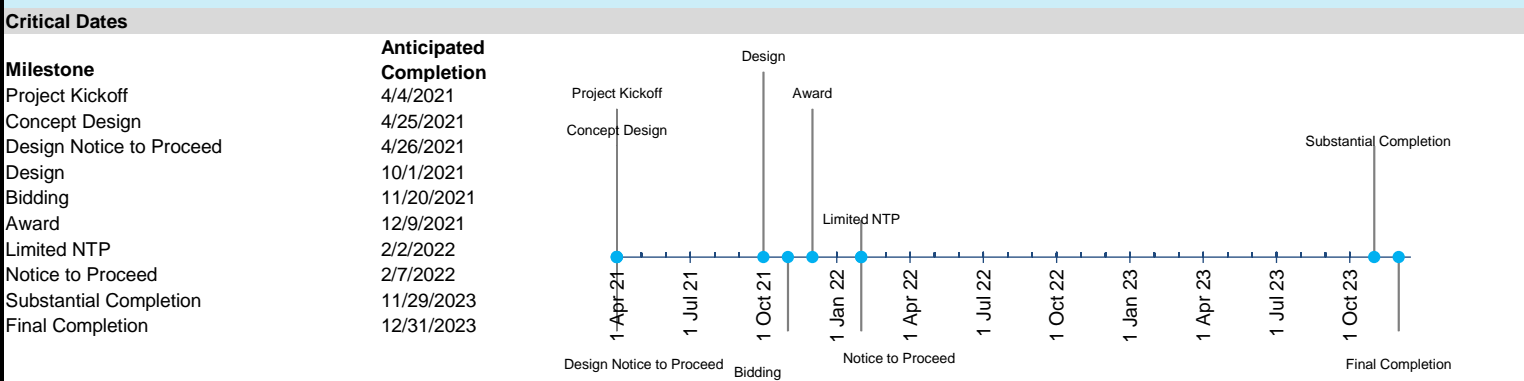 Critical Dates
Milestone Anticipated Completion
Project Kickoff 4/4/2021
Concept Design 4/25/2021
Design Notice to Proceed 4/26/2021
Design 10/1/2021
Bidding 11/20/2021
Award 12/9/2021
Limited NTP 2/2/2022
Notice to Proceed 2/7/2022
Substantial Completion 11/29/2023
Final Completion 12/31/2023
Design
Project Kickoff
Award
Concept Design
Substantial Completion
Limited NTP
1 Apr 21
1 Jul 21
1 Oct 21
1 Jan 22
1 Apr 22
1 Jul 22
1 Oct 22
1 Jan 23
1 Apr 23
1 Jul 23
1 Oct 23
Design Notice to Proceed
Bidding
Notice to Proceed
Final Completion